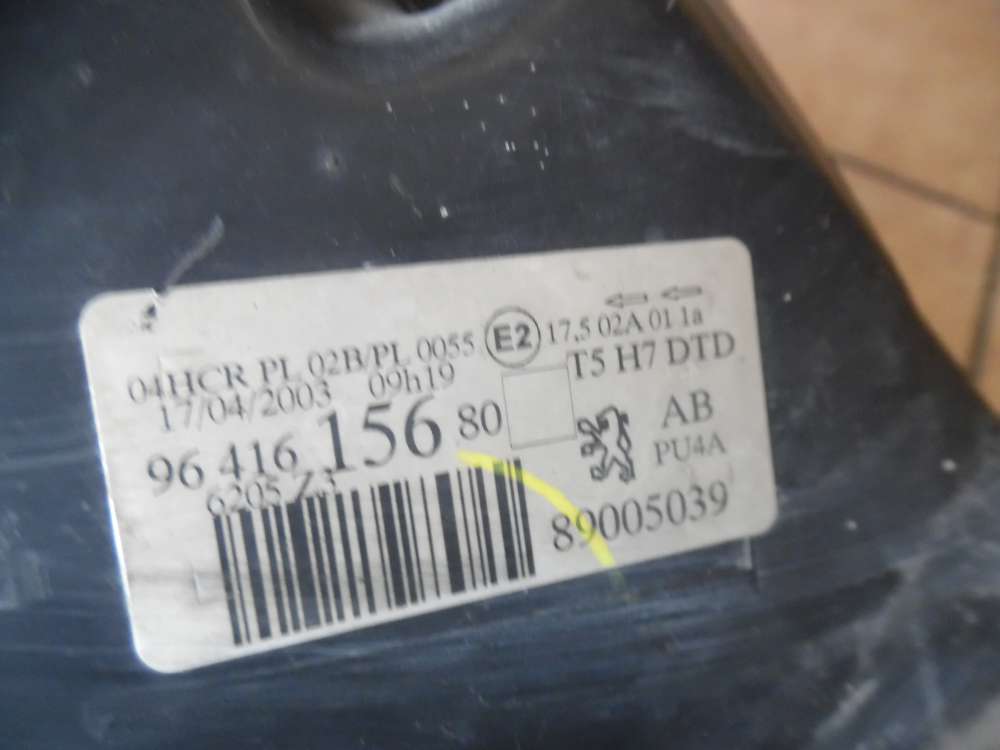 04HCR PL 02B/PL 0055 E2 17,5 02A 01 1a
17/04/2003 09h19 T5 H7 DTD
96 416 156 80 AB
6205 Z3 PU4A
89005039